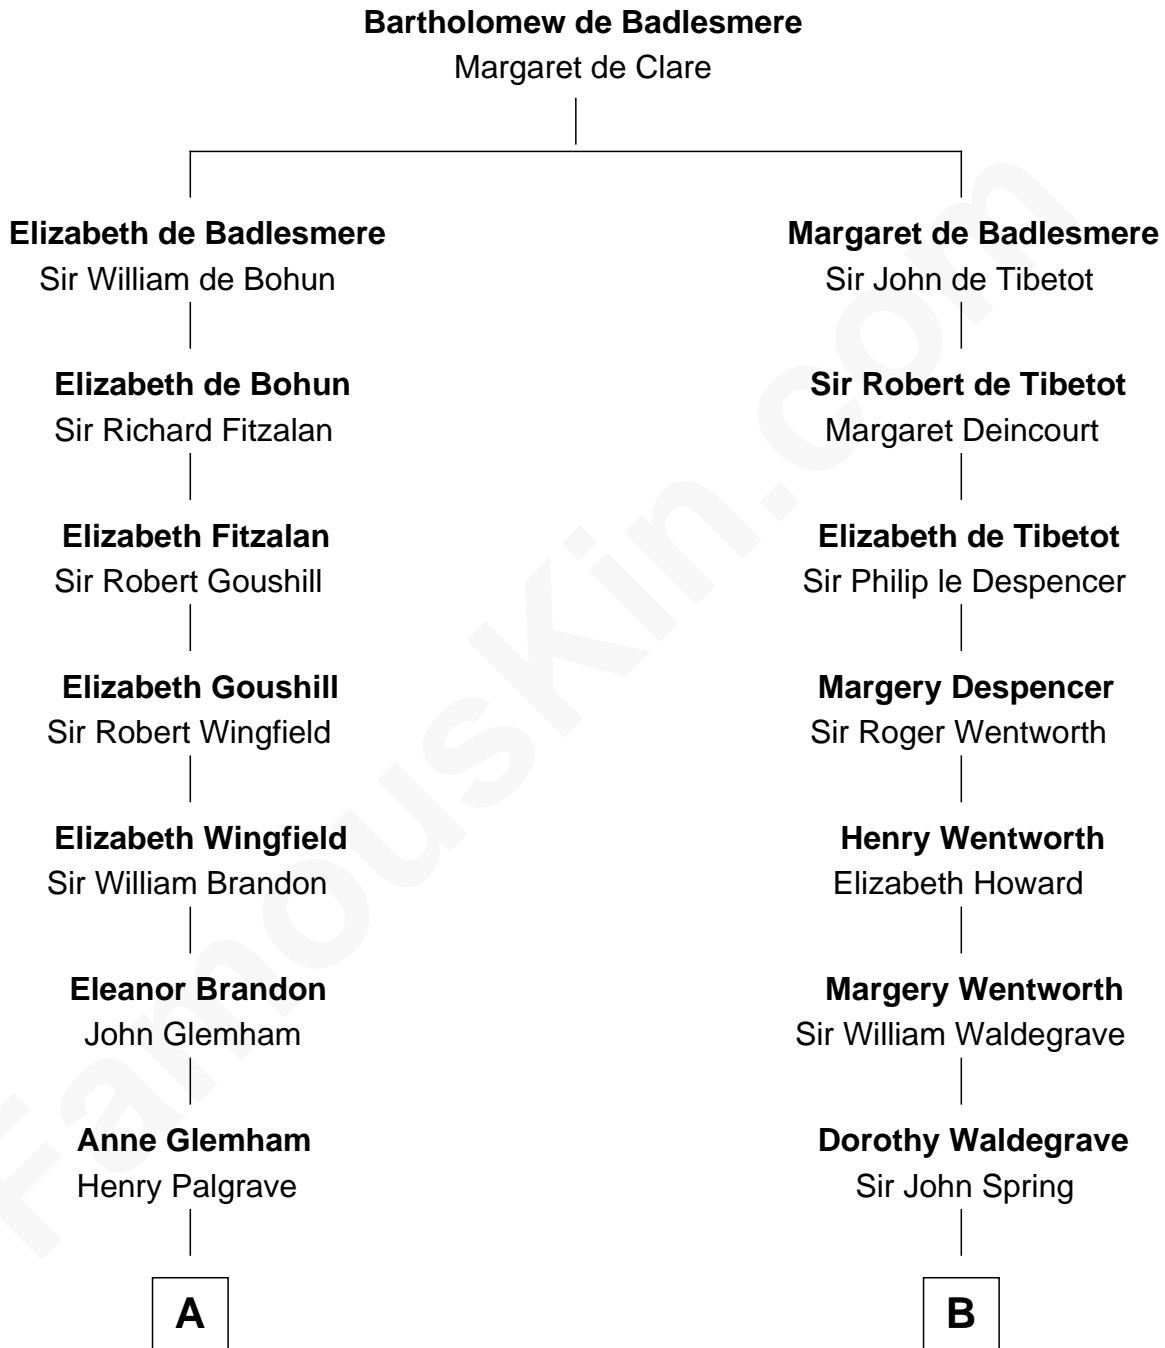 Bartholomew de Badlesmere
Margaret de Clare
Elizabeth de Badlesmere
Sir William de Bohun
Margaret de Badlesmere
Sir John de Tibetot
Elizabeth de Bohun
Sir Richard Fitzalan
Sir Robert de Tibetot
Margaret Deincourt
Elizabeth Fitzalan
Sir Robert Goushill
Elizabeth de Tibetot
Sir Philip le Despencer
Elizabeth Goushill
Sir Robert Wingfield
Margery Despencer
Sir Roger Wentworth
Elizabeth Wingfield
Sir William Brandon
Henry Wentworth
Elizabeth Howard
Eleanor Brandon
John Glemham
Margery Wentworth
Sir William Waldegrave
Anne Glemham
Henry Palgrave
Dorothy Waldegrave
Sir John Spring
A
B
FamousKin.com